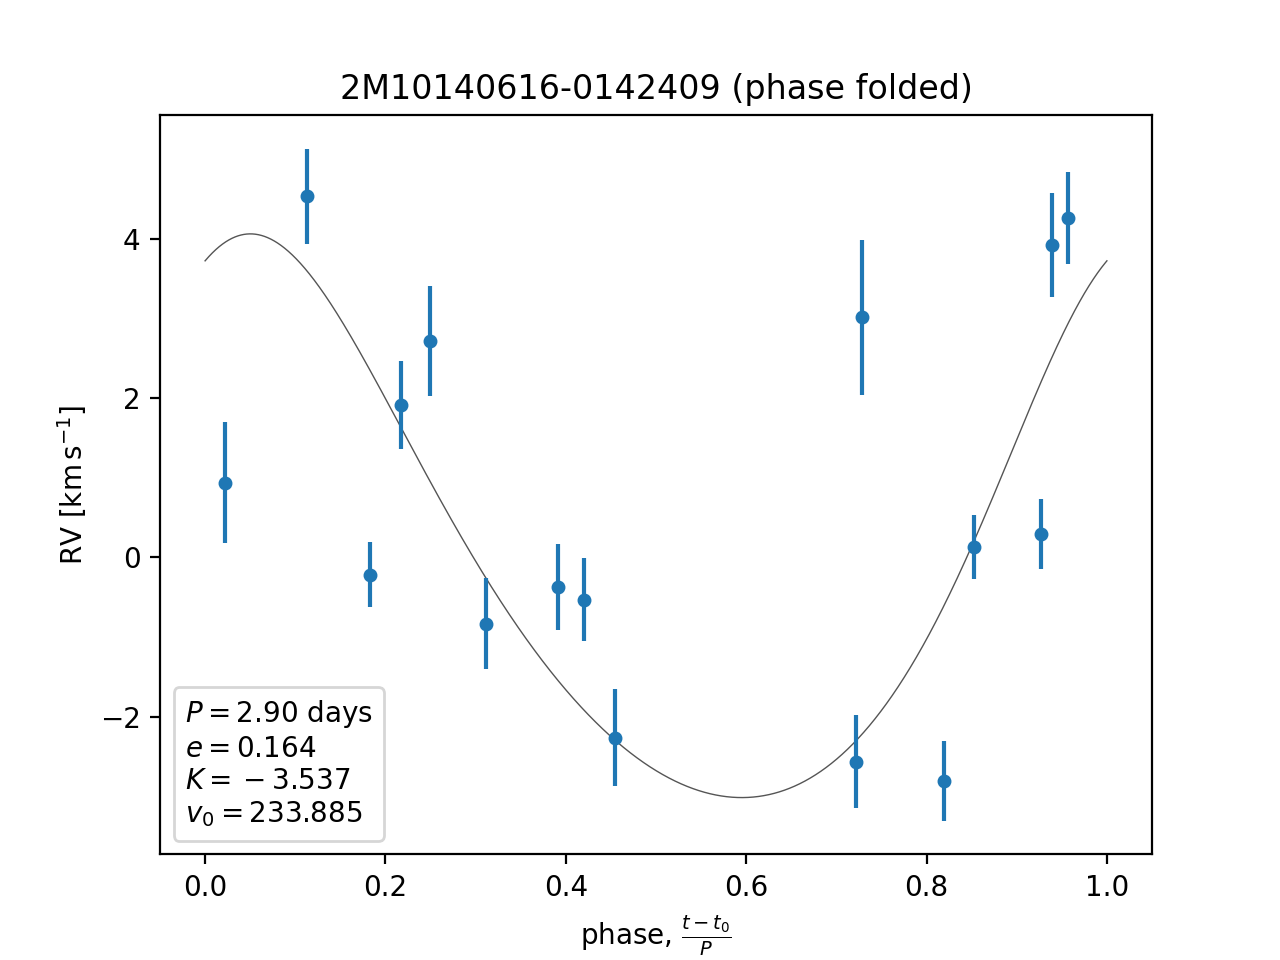 2M10140616-0142409 (phase folded)
RV [km s⁻¹]
4
2
0
−2
P = 2.90 days
e = 0.164
K = −3.537
v₀ = 233.885
0.0 0.2 0.4 0.6 0.8 1.0
phase, (t − t₀)/P